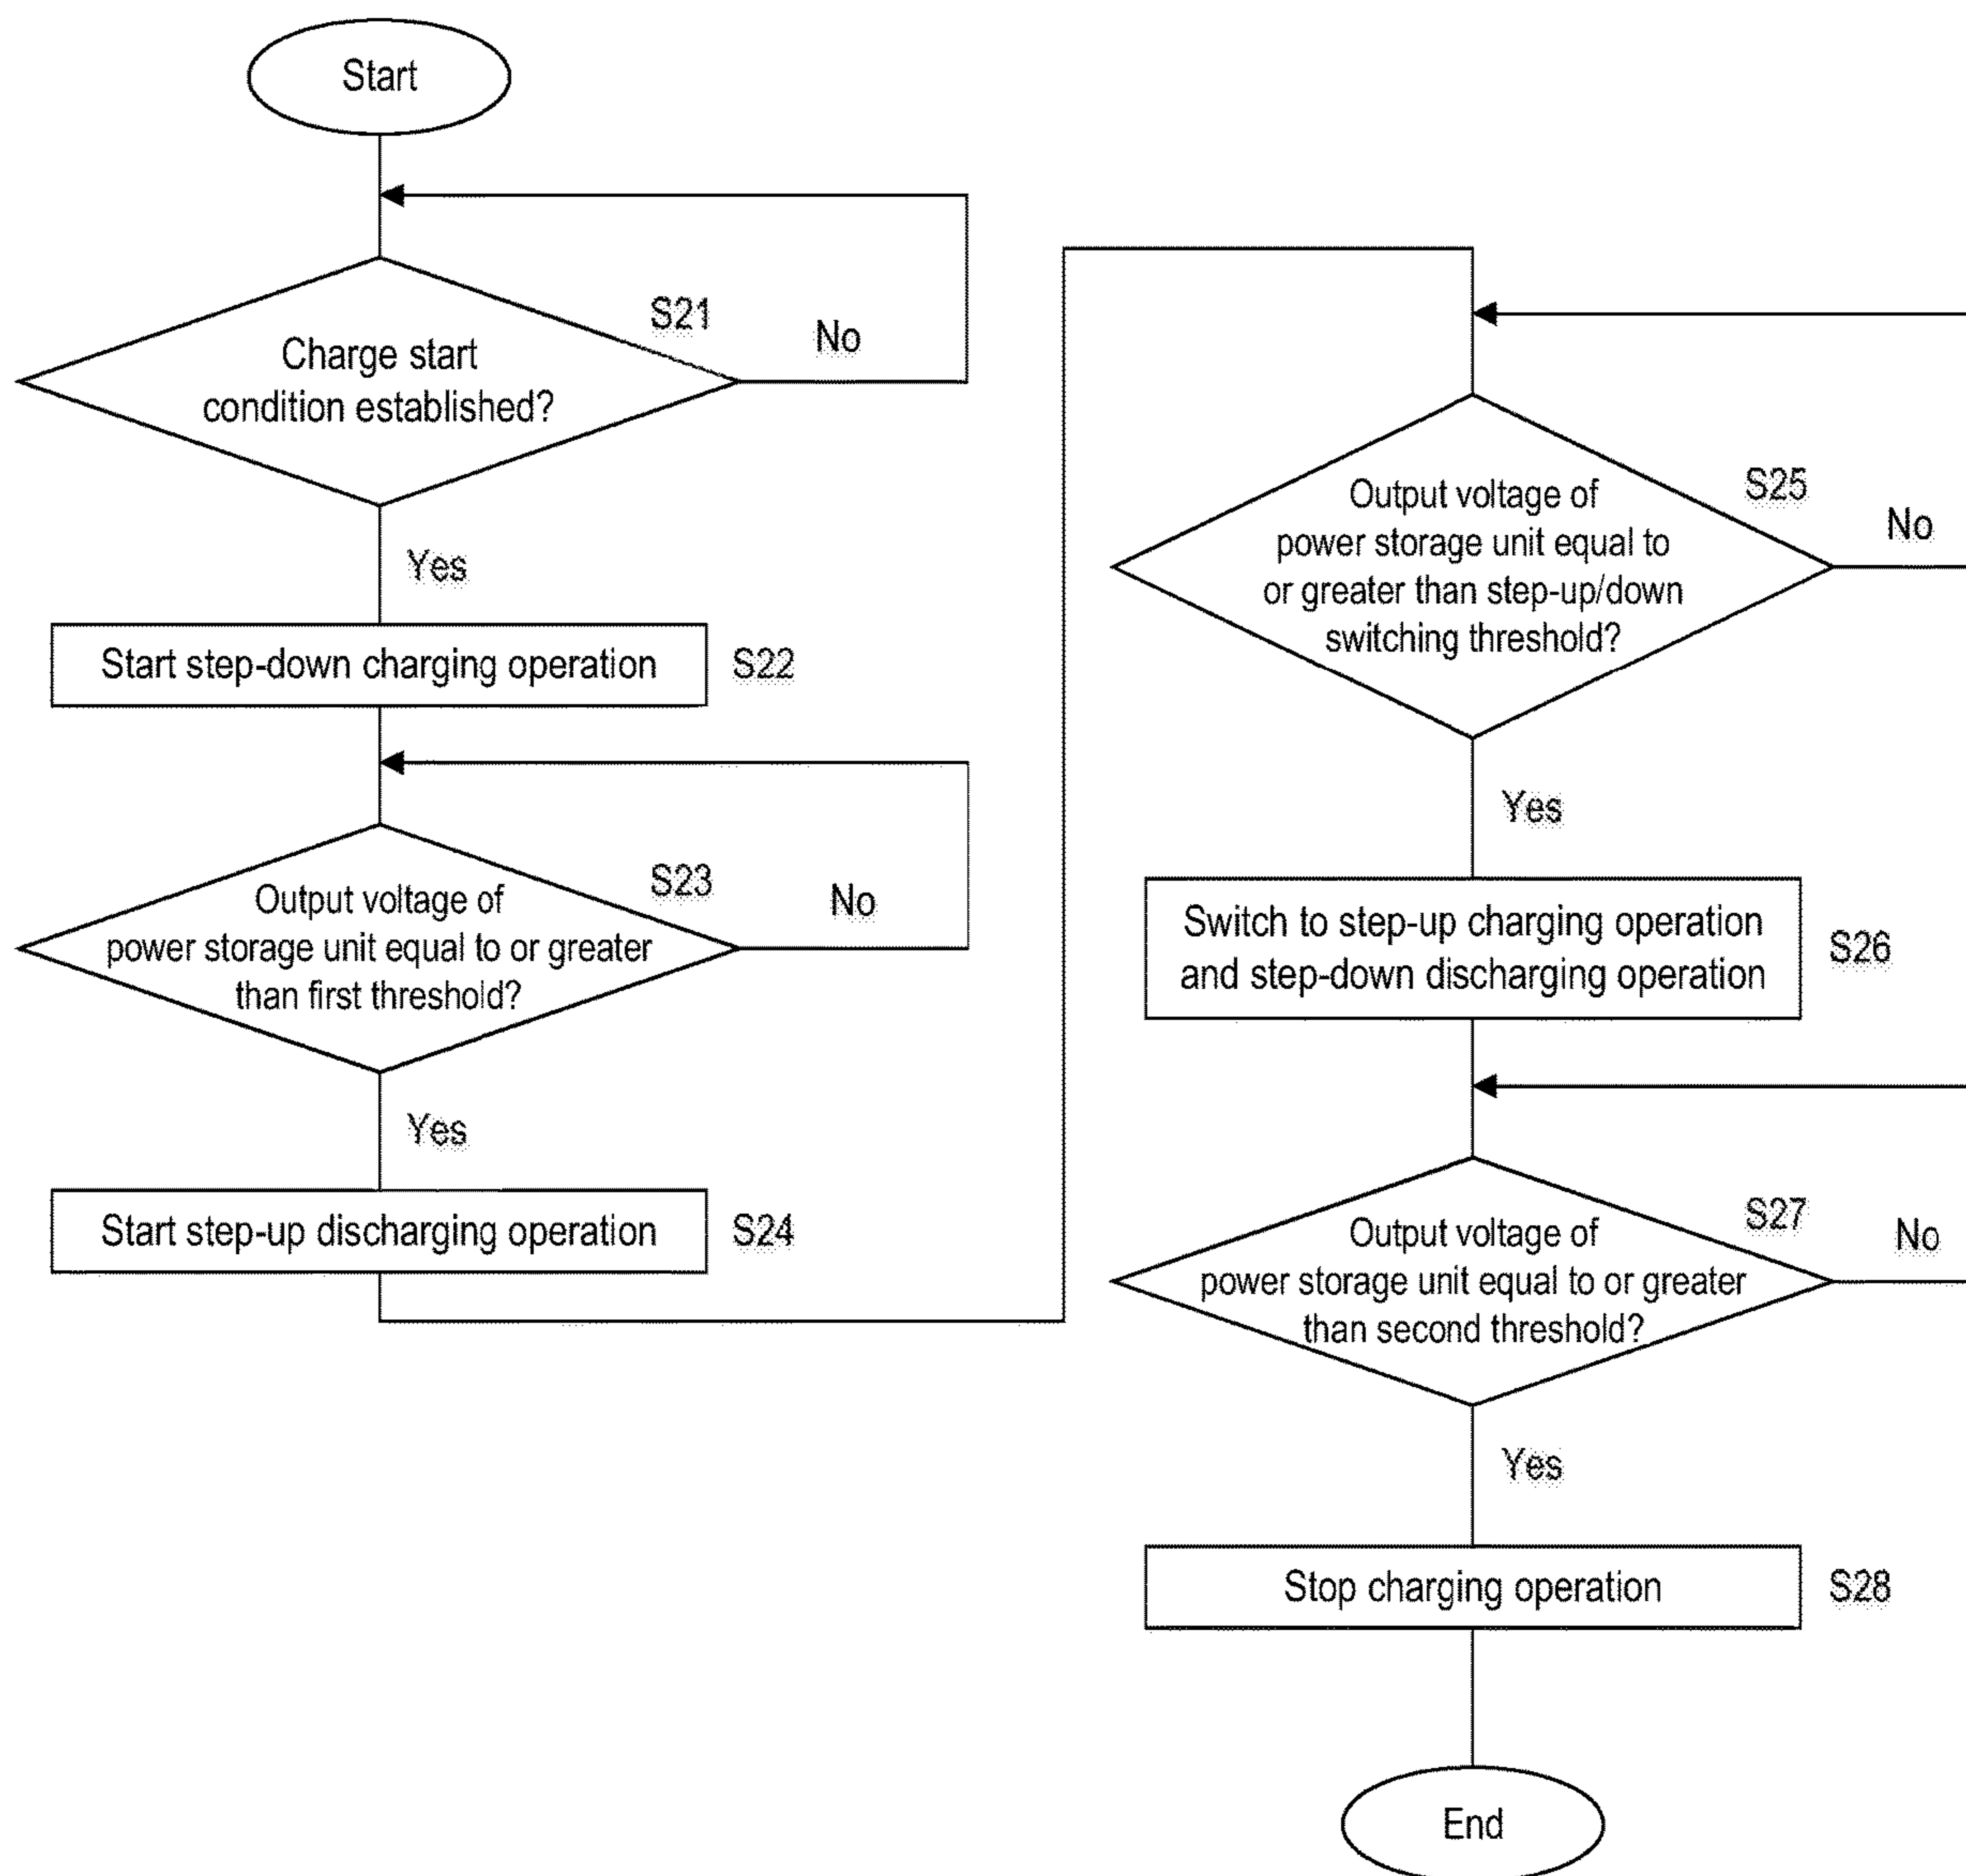 Start
Charge start
condition established?
S21
No
Yes
Start step-down charging operation
S22
Output voltage of
power storage unit equal to or greater
than first threshold?
S23
No
Yes
Start step-up discharging operation
S24
Output voltage of
power storage unit equal to
or greater than step-up/down
switching threshold?
S25
No
Yes
Switch to step-up charging operation
and step-down discharging operation
S26
Output voltage of
power storage unit equal to or greater
than second threshold?
S27
No
Yes
Stop charging operation
S28
End